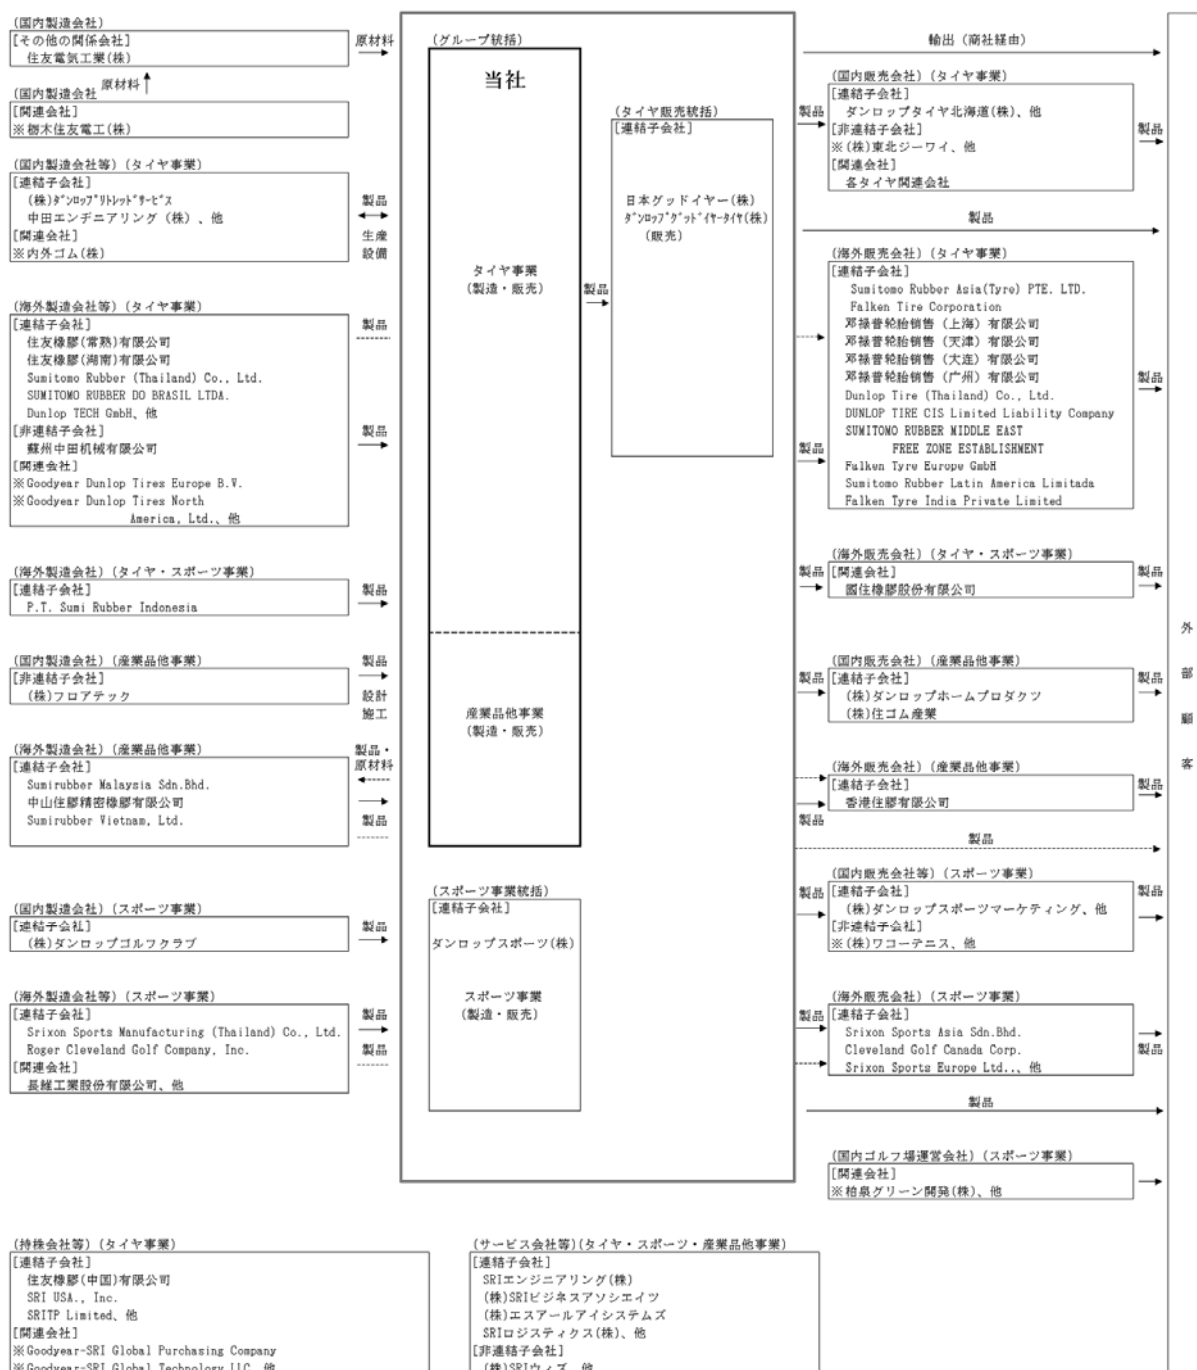 (国内製造会社)
[その他の関係会社]
住友電気工業(株)
原材料
原材料
(国内製造会社
[関連会社]
※栃木住友電工(株)
(国内製造会社等)(タイヤ事業)
[連結子会社]
(株)ダンロップリトレッドサービス
中田エンヂニアリング(株)、他
[関連会社]
※内外ゴム(株)
製品
生産
設備
(海外製造会社等)(タイヤ事業)
[連結子会社]
住友橡膠(常熟)有限公司
住友橡膠(湖南)有限公司
Sumitomo Rubber (Thailand) Co., Ltd.
SUMITOMO RUBBER DO BRASIL LTDA.
Dunlop TECH GmbH、他
[非連結子会社]
蘇州中田机械有限公司
[関連会社]
※Goodyear Dunlop Tires Europe B.V.
※Goodyear Dunlop Tires North
America, Ltd.、他
製品
製品
(海外製造会社)(タイヤ・スポーツ事業)
[連結子会社]
P.T. Sumi Rubber Indonesia
製品
(国内製造会社)(産業品他事業)
[非連結子会社]
(株)フロアテック
製品
設計
施工
(海外製造会社)(産業品他事業)
[連結子会社]
Sumirubber Malaysia Sdn.Bhd.
中山住膠精密橡膠有限公司
Sumirubber Vietnam, Ltd.
製品・
原材料
製品
(国内製造会社)(スポーツ事業)
[連結子会社]
(株)ダンロップゴルフクラブ
製品
(海外製造会社等)(スポーツ事業)
[連結子会社]
Srixon Sports Manufacturing (Thailand) Co., Ltd.
Roger Cleveland Golf Company, Inc.
[関連会社]
長維工業股份有限公司、他
製品
製品
(グループ統括)
当社
タイヤ事業
(製造・販売)
産業品他事業
(製造・販売)
製品
(タイヤ販売統括)
[連結子会社]
日本グッドイヤー(株)
ダンロップグッドイヤータイヤ(株)
(販売)
(スポーツ事業統括)
[連結子会社]
ダンロップスポーツ(株)
スポーツ事業
(製造・販売)
輸出(商社経由)
(国内販売会社)(タイヤ事業)
製品
[連結子会社]
ダンロップタイヤ北海道(株)、他
[非連結子会社]
※(株)東北ジーワイ、他
[関連会社]
各タイヤ関連会社
製品
製品
(海外販売会社)(タイヤ事業)
[連結子会社]
Sumitomo Rubber Asia(Tyre) PTE. LTD.
Falken Tire Corporation
邓禄普轮胎销售(上海)有限公司
邓禄普轮胎销售(天津)有限公司
邓禄普轮胎销售(大连)有限公司
邓禄普轮胎销售(广州)有限公司
Dunlop Tire (Thailand) Co., Ltd.
DUNLOP TIRE CIS Limited Liability Company
SUMITOMO RUBBER MIDDLE EAST
FREE ZONE ESTABLISHMENT
Falken Tyre Europe GmbH
Sumitomo Rubber Latin America Limitada
Falken Tyre India Private Limited
製品
製品
(海外販売会社)(タイヤ・スポーツ事業)
製品
[関連会社]
國住橡膠股份有限公司
製品
(国内販売会社)(産業品他事業)
製品
[連結子会社]
(株)ダンロップホームプロダクツ
(株)住ゴム産業
製品
(海外販売会社)(産業品他事業)
[連結子会社]
香港住膠有限公司
製品
製品
製品
(国内販売会社等)(スポーツ事業)
製品
[連結子会社]
(株)ダンロップスポーツマーケティング、他
[非連結子会社]
※(株)ワコーテニス、他
製品
(海外販売会社)(スポーツ事業)
製品
[連結子会社]
Srixon Sports Asia Sdn.Bhd.
Cleveland Golf Canada Corp.
Srixon Sports Europe Ltd.、他
製品
製品
(国内ゴルフ場運営会社)(スポーツ事業)
[関連会社]
※柏泉グリーン開発(株)、他
外
部
顧
客
(持株会社等)(タイヤ事業)
[連結子会社]
住友橡膠(中国)有限公司
SRI USA., Inc.
SRITP Limited、他
[関連会社]
※Goodyear-SRI Global Purchasing Company
※Goodyear-SRI Global Technology LLC、他
(サービス会社等)(タイヤ・スポーツ・産業品他事業)
[連結子会社]
SRIエンジニアリング(株)
(株)SRIビジネスアソシエイツ
(株)エスアールアイシステムズ
SRIロジスティクス(株)、他
[非連結子会社]
(株)SRIウィズ、他